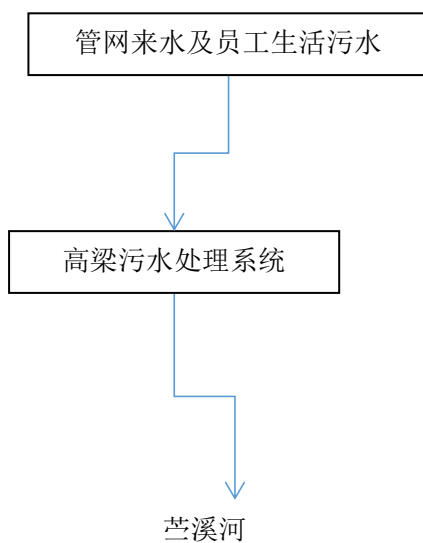 管网来水及员工生活污水
高梁污水处理系统
苎溪河